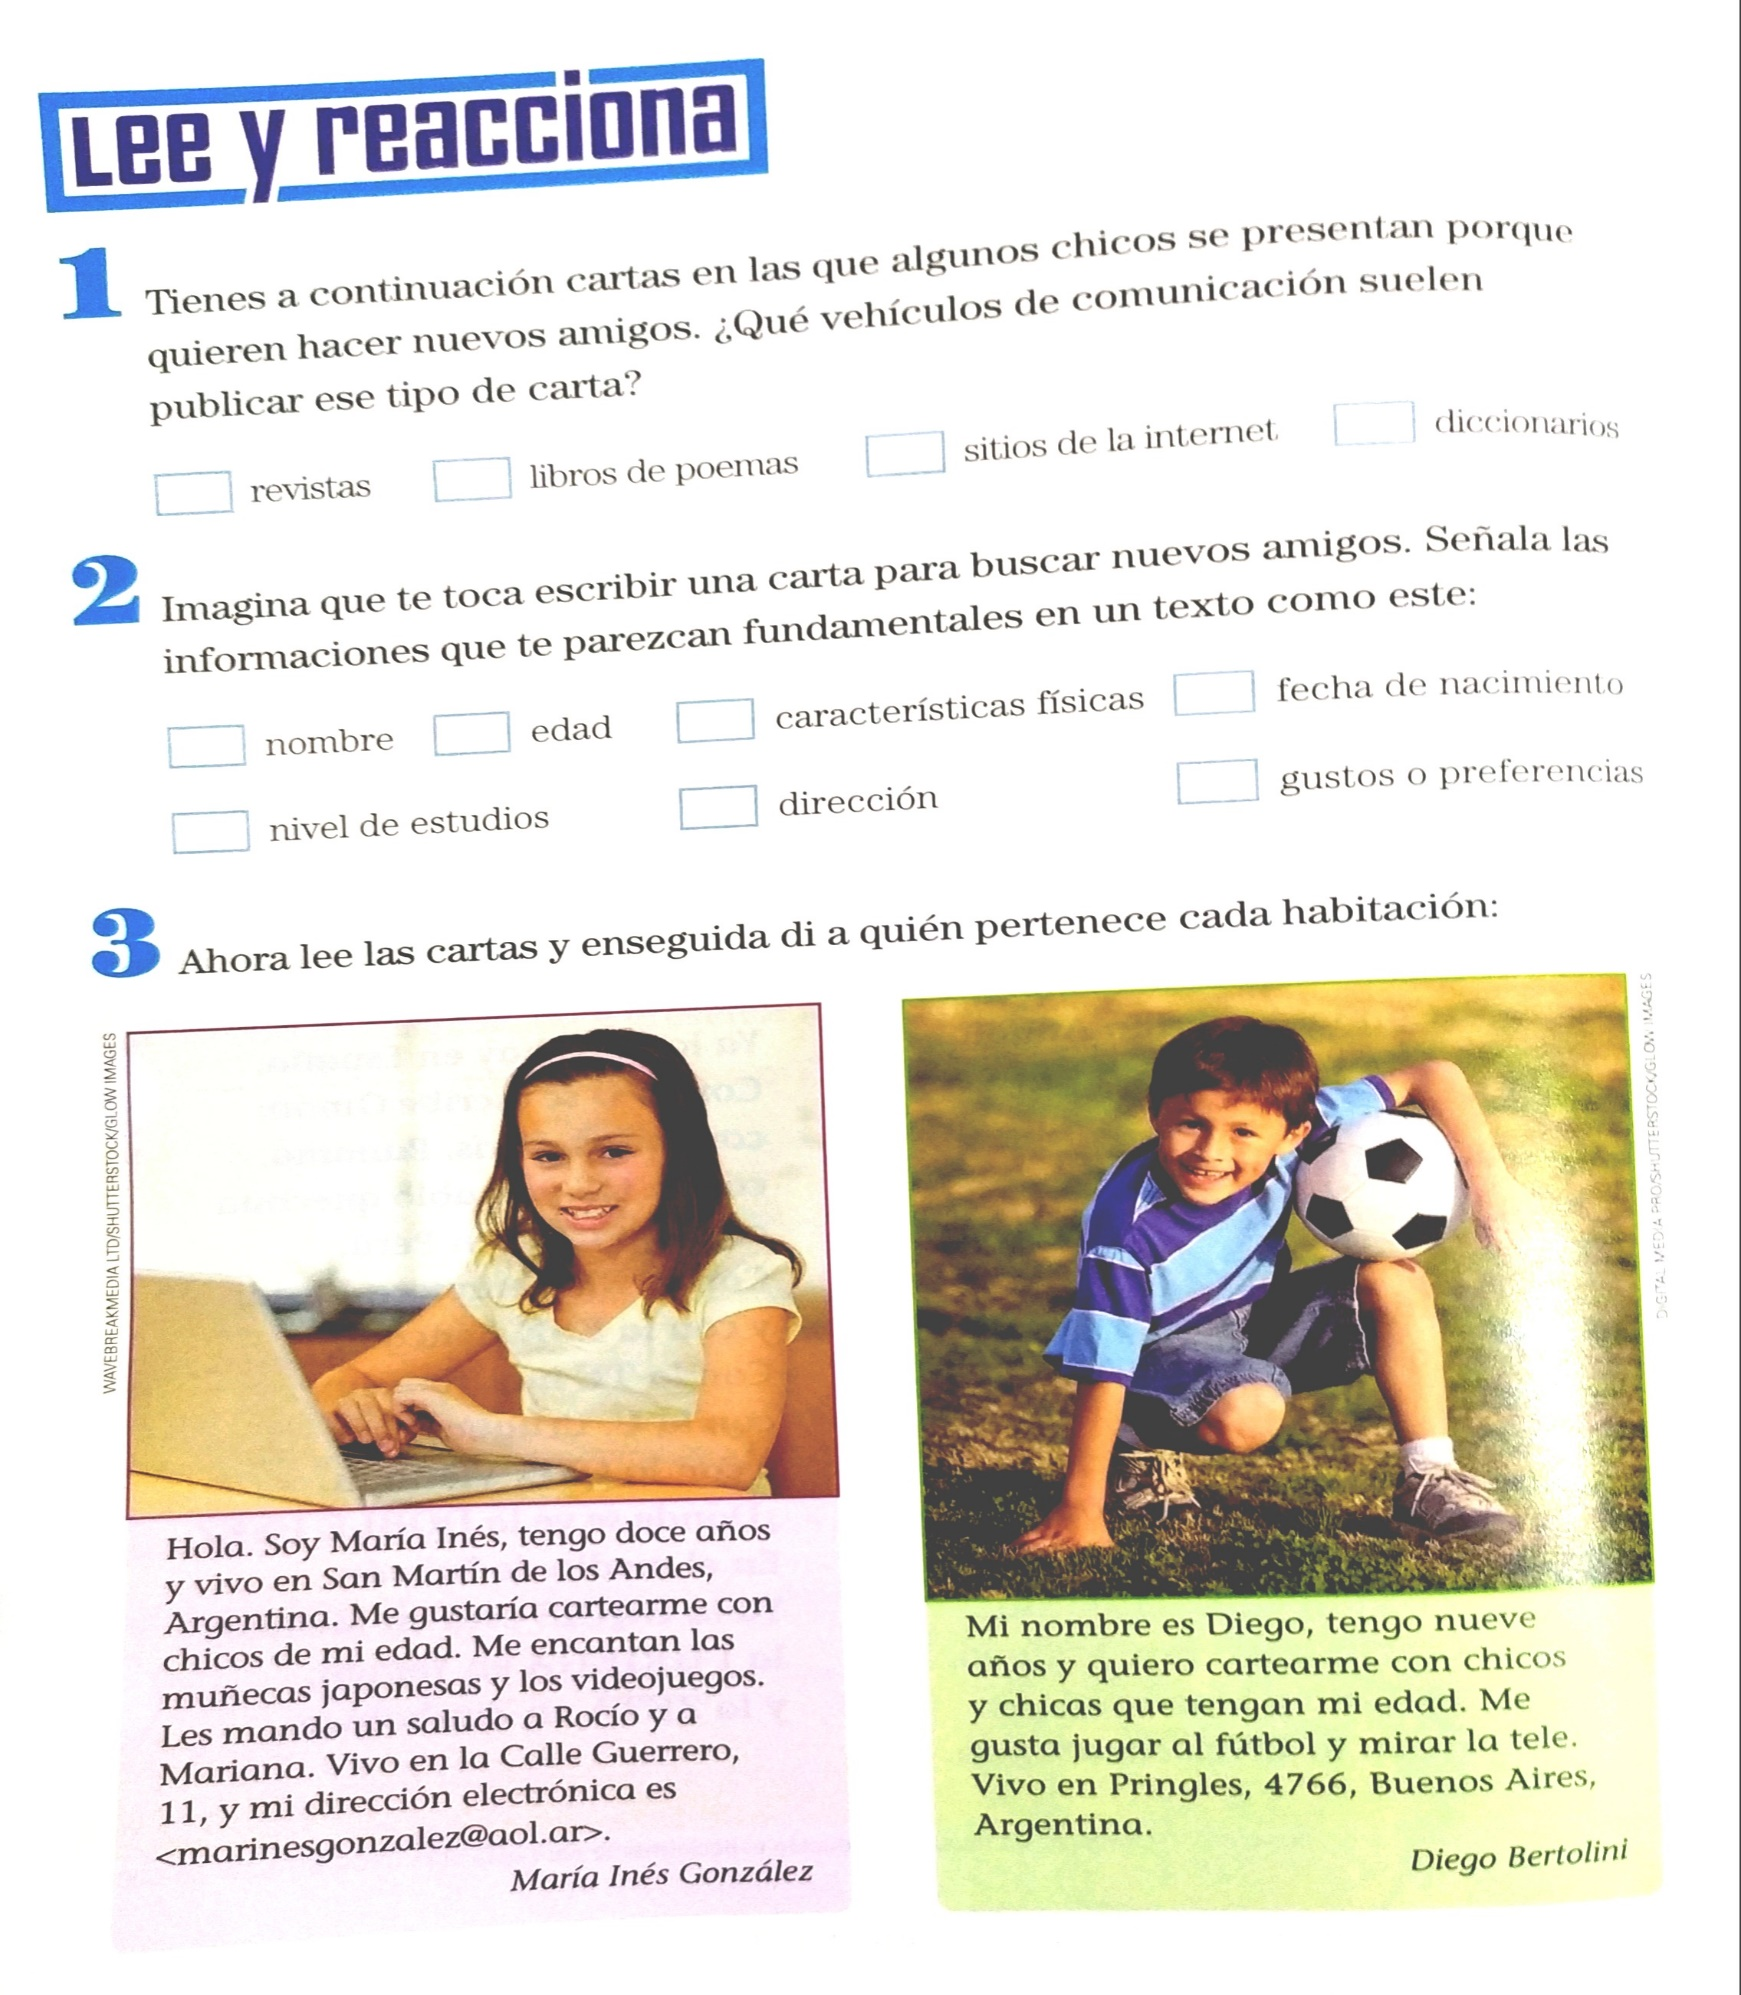 Lee y reacciona
1 Tienes a continuación cartas en las que algunos chicos se presentan porque
quieren hacer nuevos amigos. ¿Qué vehículos de comunicación suelen
publicar ese tipo de carta?
revistas libros de poemas sitios de la internet diccionarios
2 Imagina que te toca escribir una carta para buscar nuevos amigos. Señala las
informaciones que te parezcan fundamentales en un texto como este:
nombre edad características físicas fecha de nacimiento
nivel de estudios dirección gustos o preferencias
3 Ahora lee las cartas y enseguida di a quién pertenece cada habitación:
WAVEBREAKMEDIA LTD/SHUTTERSTOCK/GLOW IMAGES
Hola. Soy María Inés, tengo doce años
y vivo en San Martín de los Andes,
Argentina. Me gustaría cartearme con
chicos de mi edad. Me encantan las
muñecas japonesas y los videojuegos.
Les mando un saludo a Rocío y a
Mariana. Vivo en la Calle Guerrero,
11, y mi dirección electrónica es
<marinesgonzalez@aol.ar>.
María Inés González
DIGITAL MEDIA PRO/SHUTTERSTOCK/GLOW IMAGES
Mi nombre es Diego, tengo nueve
años y quiero cartearme con chicos
y chicas que tengan mi edad. Me
gusta jugar al fútbol y mirar la tele.
Vivo en Pringles, 4766, Buenos Aires,
Argentina.
Diego Bertolini